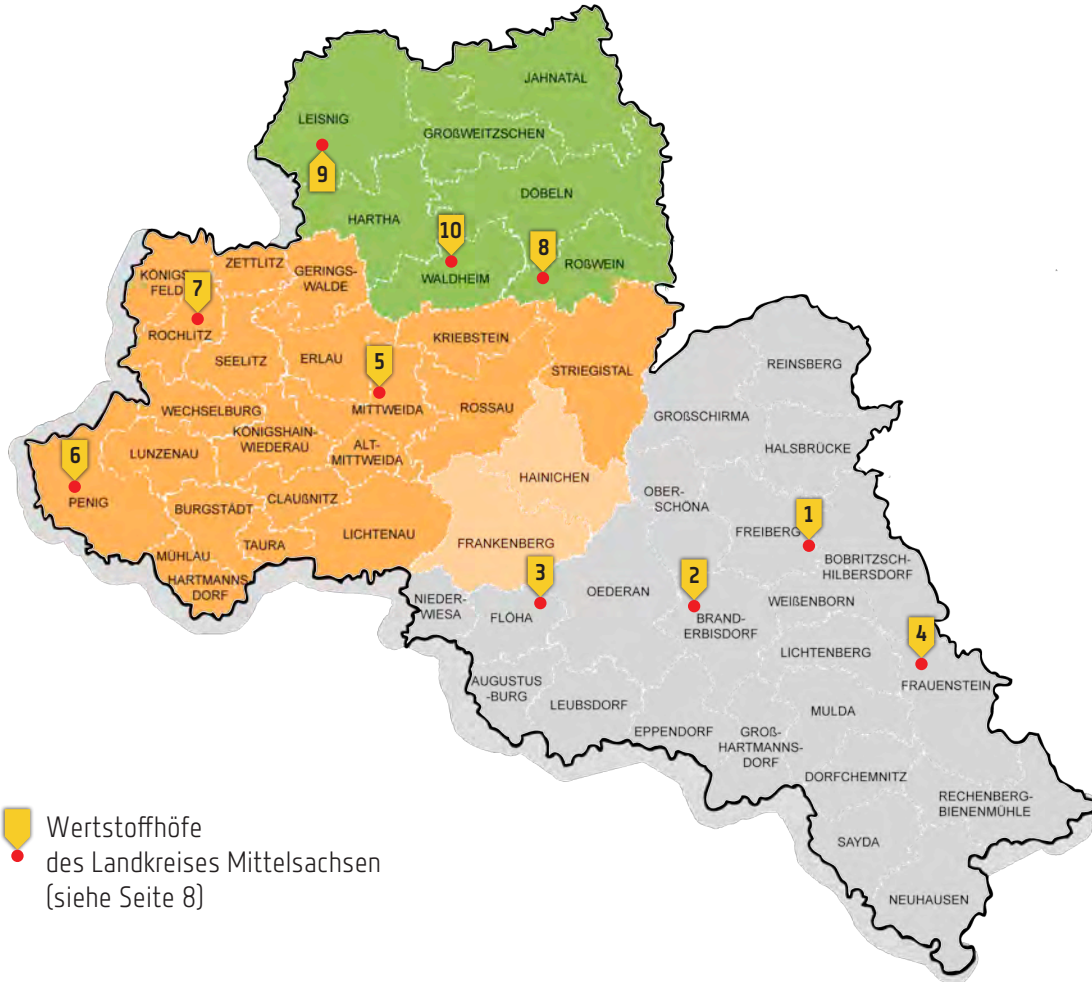 JAHNATAL
LEISNIG
GROßWEITZSCHEN
9
DÖBELN
HARTHA
10
8
ROßWEIN
WALDHEIM
ZETTLITZ
KÖNIGS
FELD
GERINGS-
WALDE
7
ROCHLITZ
KRIEBSTEIN
SEELITZ
ERLAU
5
STRIEGISTAL
REINSBERG
MITTWEIDA
ROSSAU
WECHSELBURG
GROßSCHIRMA
KÖNIGSHAIN-
WIEDERAU
ALT-
MITTWEIDA
HALSBRÜCKE
LUNZENAU
6
PENIG
HAINICHEN
OBER-
SCHÖNA
CLAUßNITZ
BURGSTÄDT
1
FREIBERG
LICHTENAU
TAURA
FRANKENBERG
MÜHLAU
BOBRITZSCH-
HILBERSDORF
HARTMANNS-
DORF
3
2
OEDERAN
NIEDER-
WIESA
FLÖHA
WEIßENBORN
BRAND-
ERBISDORF
4
LICHTENBERG
FRAUENSTEIN
AUGUSTUS
-BURG
LEUBSDORF
MULDA
EPPENDORF
GROß-
HARTMANNS-
DORF
DORFCHEMNITZ
RECHENBERG-
BIENENMÜHLE
SAYDA
NEUHAUSEN
Wertstoffhöfe
des Landkreises Mittelsachsen
(siehe Seite 8)